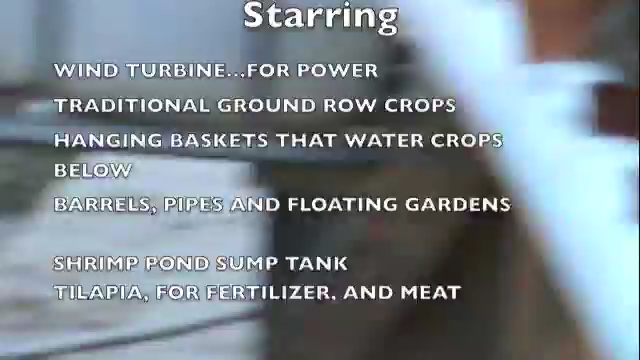 Starring
WIND TURBINE...FOR POWER
TRADITIONAL GROUND ROW CROPS
HANGING BASKETS THAT WATER CROPS
BELOW
BARRELS, PIPES AND FLOATING GARDENS
SHRIMP POND SUMP TANK
TILAPIA, FOR FERTILIZER, AND MEAT